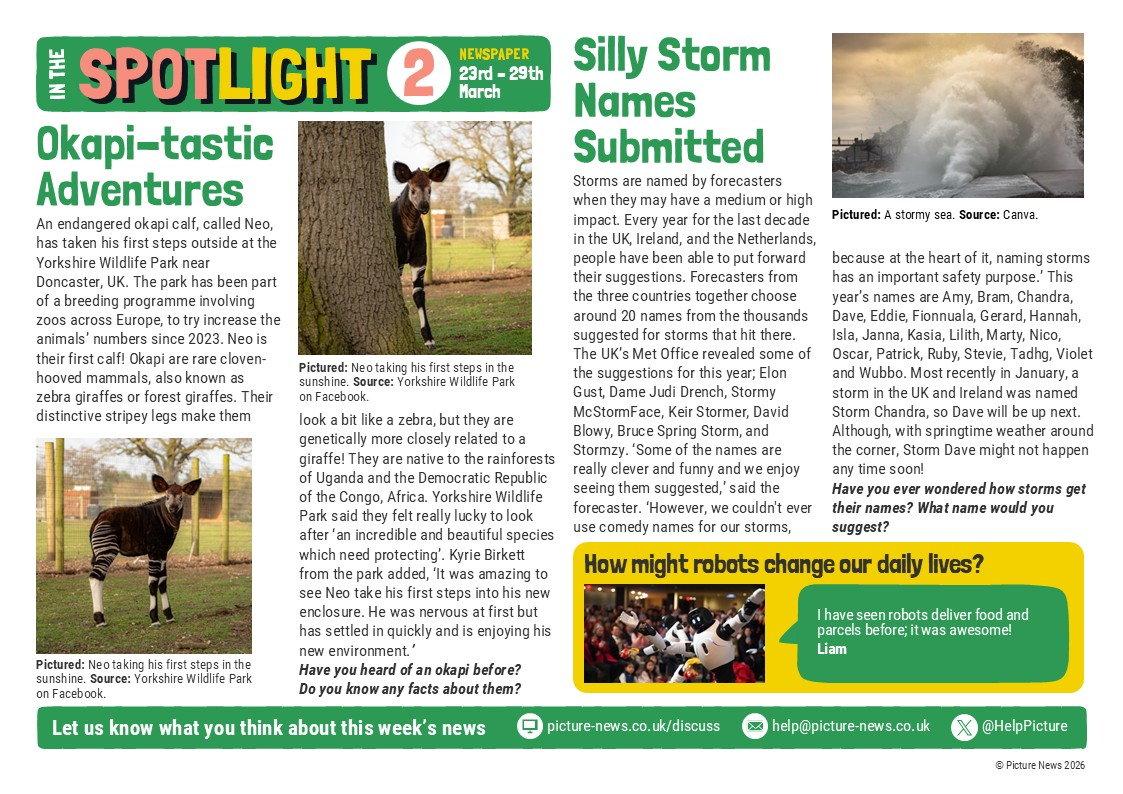 IN THE
SPOTLIGHT
2
NEWSPAPER
23rd - 29th
March
Okapi-tastic
Adventures
An endangered okapi calf, called Neo,
has taken his first steps outside at the
Yorkshire Wildlife Park near
Doncaster, UK. The park has been part
of a breeding programme involving
zoos across Europe, to try increase the
animals’ numbers since 2023. Neo is
their first calf! Okapi are rare cloven-
hooved mammals, also known as
zebra giraffes or forest giraffes. Their
distinctive stripey legs make them
Pictured: Neo taking his first steps in the
sunshine. Source: Yorkshire Wildlife Park
on Facebook.
Pictured: Neo taking his first steps in the
sunshine. Source: Yorkshire Wildlife Park
on Facebook.
look a bit like a zebra, but they are
genetically more closely related to a
giraffe! They are native to the rainforests
of Uganda and the Democratic Republic
of the Congo, Africa. Yorkshire Wildlife
Park said they felt really lucky to look
after ‘an incredible and beautiful species
which need protecting’. Kyrie Birkett
from the park added, ‘It was amazing to
see Neo take his first steps into his new
enclosure. He was nervous at first but
has settled in quickly and is enjoying his
new environment.’
Have you heard of an okapi before?
Do you know any facts about them?
Silly Storm
Names
Submitted
Storms are named by forecasters
when they may have a medium or high
impact. Every year for the last decade
in the UK, Ireland, and the Netherlands,
people have been able to put forward
their suggestions. Forecasters from
the three countries together choose
around 20 names from the thousands
suggested for storms that hit there.
The UK’s Met Office revealed some of
the suggestions for this year; Elon
Gust, Dame Judi Drench, Stormy
McStormFace, Keir Stormer, David
Blowy, Bruce Spring Storm, and
Stormzy. ‘Some of the names are
really clever and funny and we enjoy
seeing them suggested,’ said the
forecaster. ‘However, we couldn't ever
use comedy names for our storms,
Pictured: A stormy sea. Source: Canva.
because at the heart of it, naming storms
has an important safety purpose.’ This
year’s names are Amy, Bram, Chandra,
Dave, Eddie, Fionnuala, Gerard, Hannah,
Isla, Janna, Kasia, Lilith, Marty, Nico,
Oscar, Patrick, Ruby, Stevie, Tadhg, Violet
and Wubbo. Most recently in January, a
storm in the UK and Ireland was named
Storm Chandra, so Dave will be up next.
Although, with springtime weather around
the corner, Storm Dave might not happen
any time soon!
Have you ever wondered how storms get
their names? What name would you
suggest?
How might robots change our daily lives?
I have seen robots deliver food and
parcels before; it was awesome!
Liam
Let us know what you think about this week’s news
picture-news.co.uk/discuss
help@picture-news.co.uk
@HelpPicture
© Picture News 2026